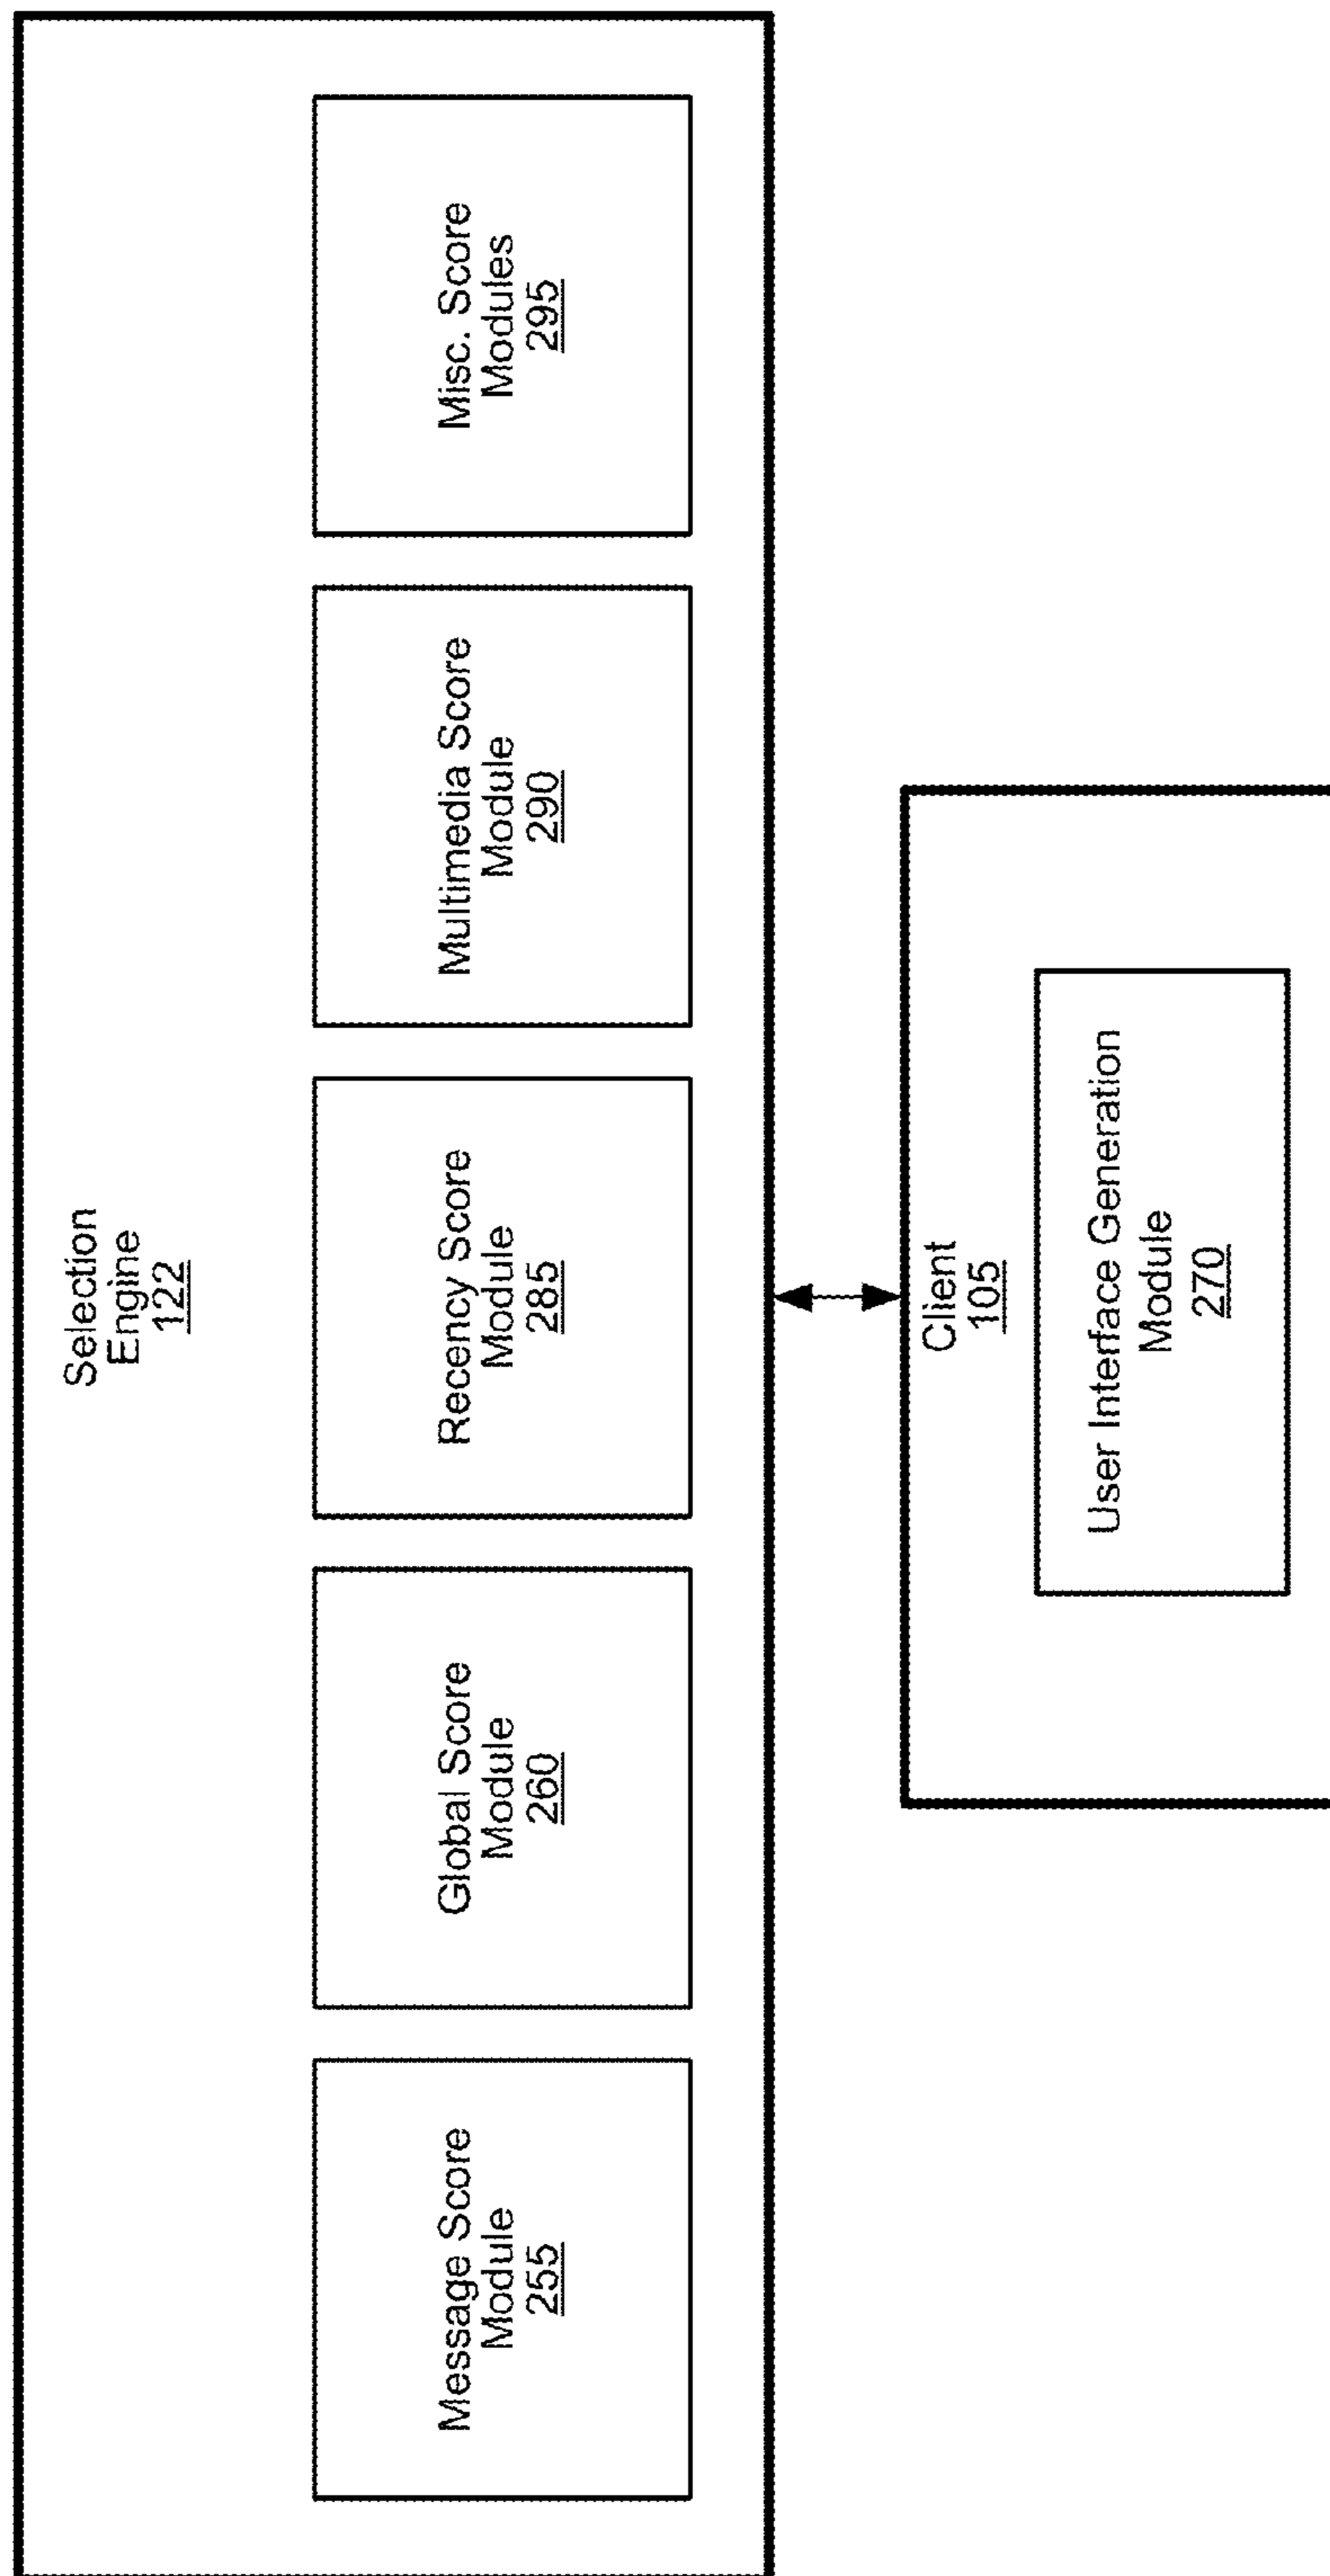 Selection
Engine
122
Message Score
Module
255
Global Score
Module
260
Recency Score
Module
285
Multimedia Score
Module
290
Misc. Score
Modules
295
Client
105
User Interface Generation
Module
270